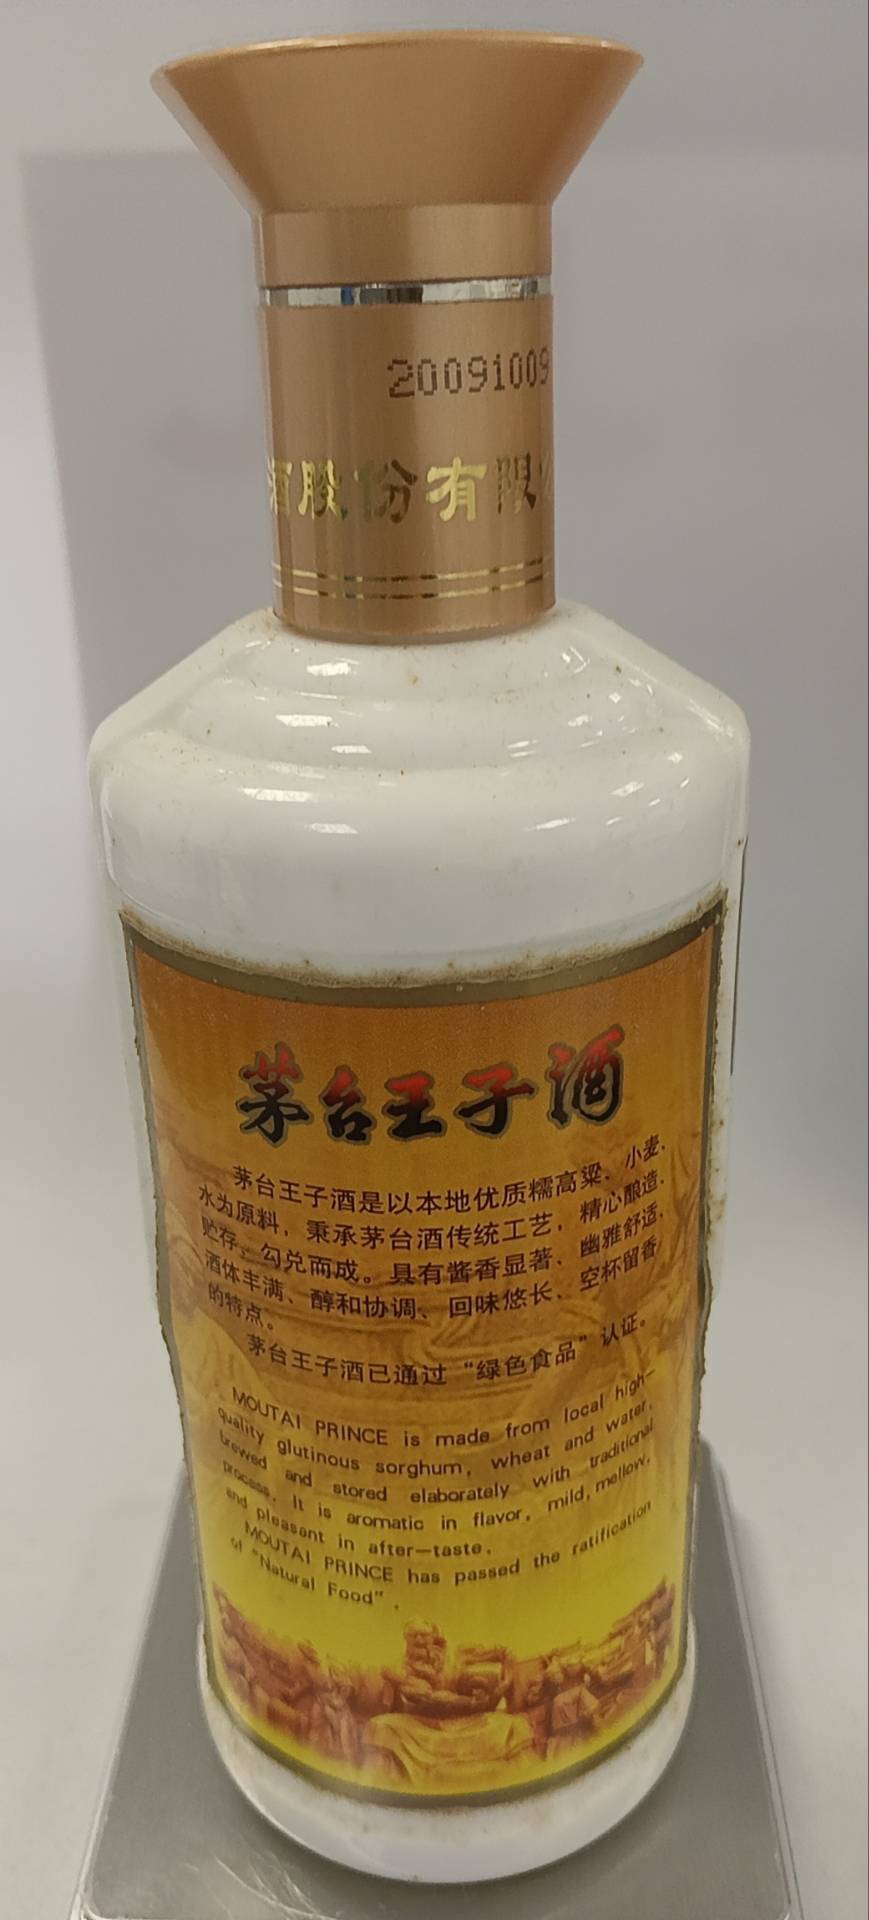 20091009
酒股份有限
茅台王子酒
茅台王子酒是以本地优质糯高粱、小麦、
水为原料，秉承茅台酒传统工艺，精心酿造、
贮存、勾兑而成。具有酱香显著、幽雅舒适、
酒体丰满、醇和协调、回味悠长、空杯留香
的特点。
茅台王子酒已通过“绿色食品”认证。
MOUTAI PRINCE is made from local high-
quality glutinous sorghum, wheat and water,
brewed and stored elaborately with traditional
process. It is aromatic in flavor, mild, mellow,
and pleasant in after-taste.
MOUTAI PRINCE has passed the ratification
of "Natural Food".